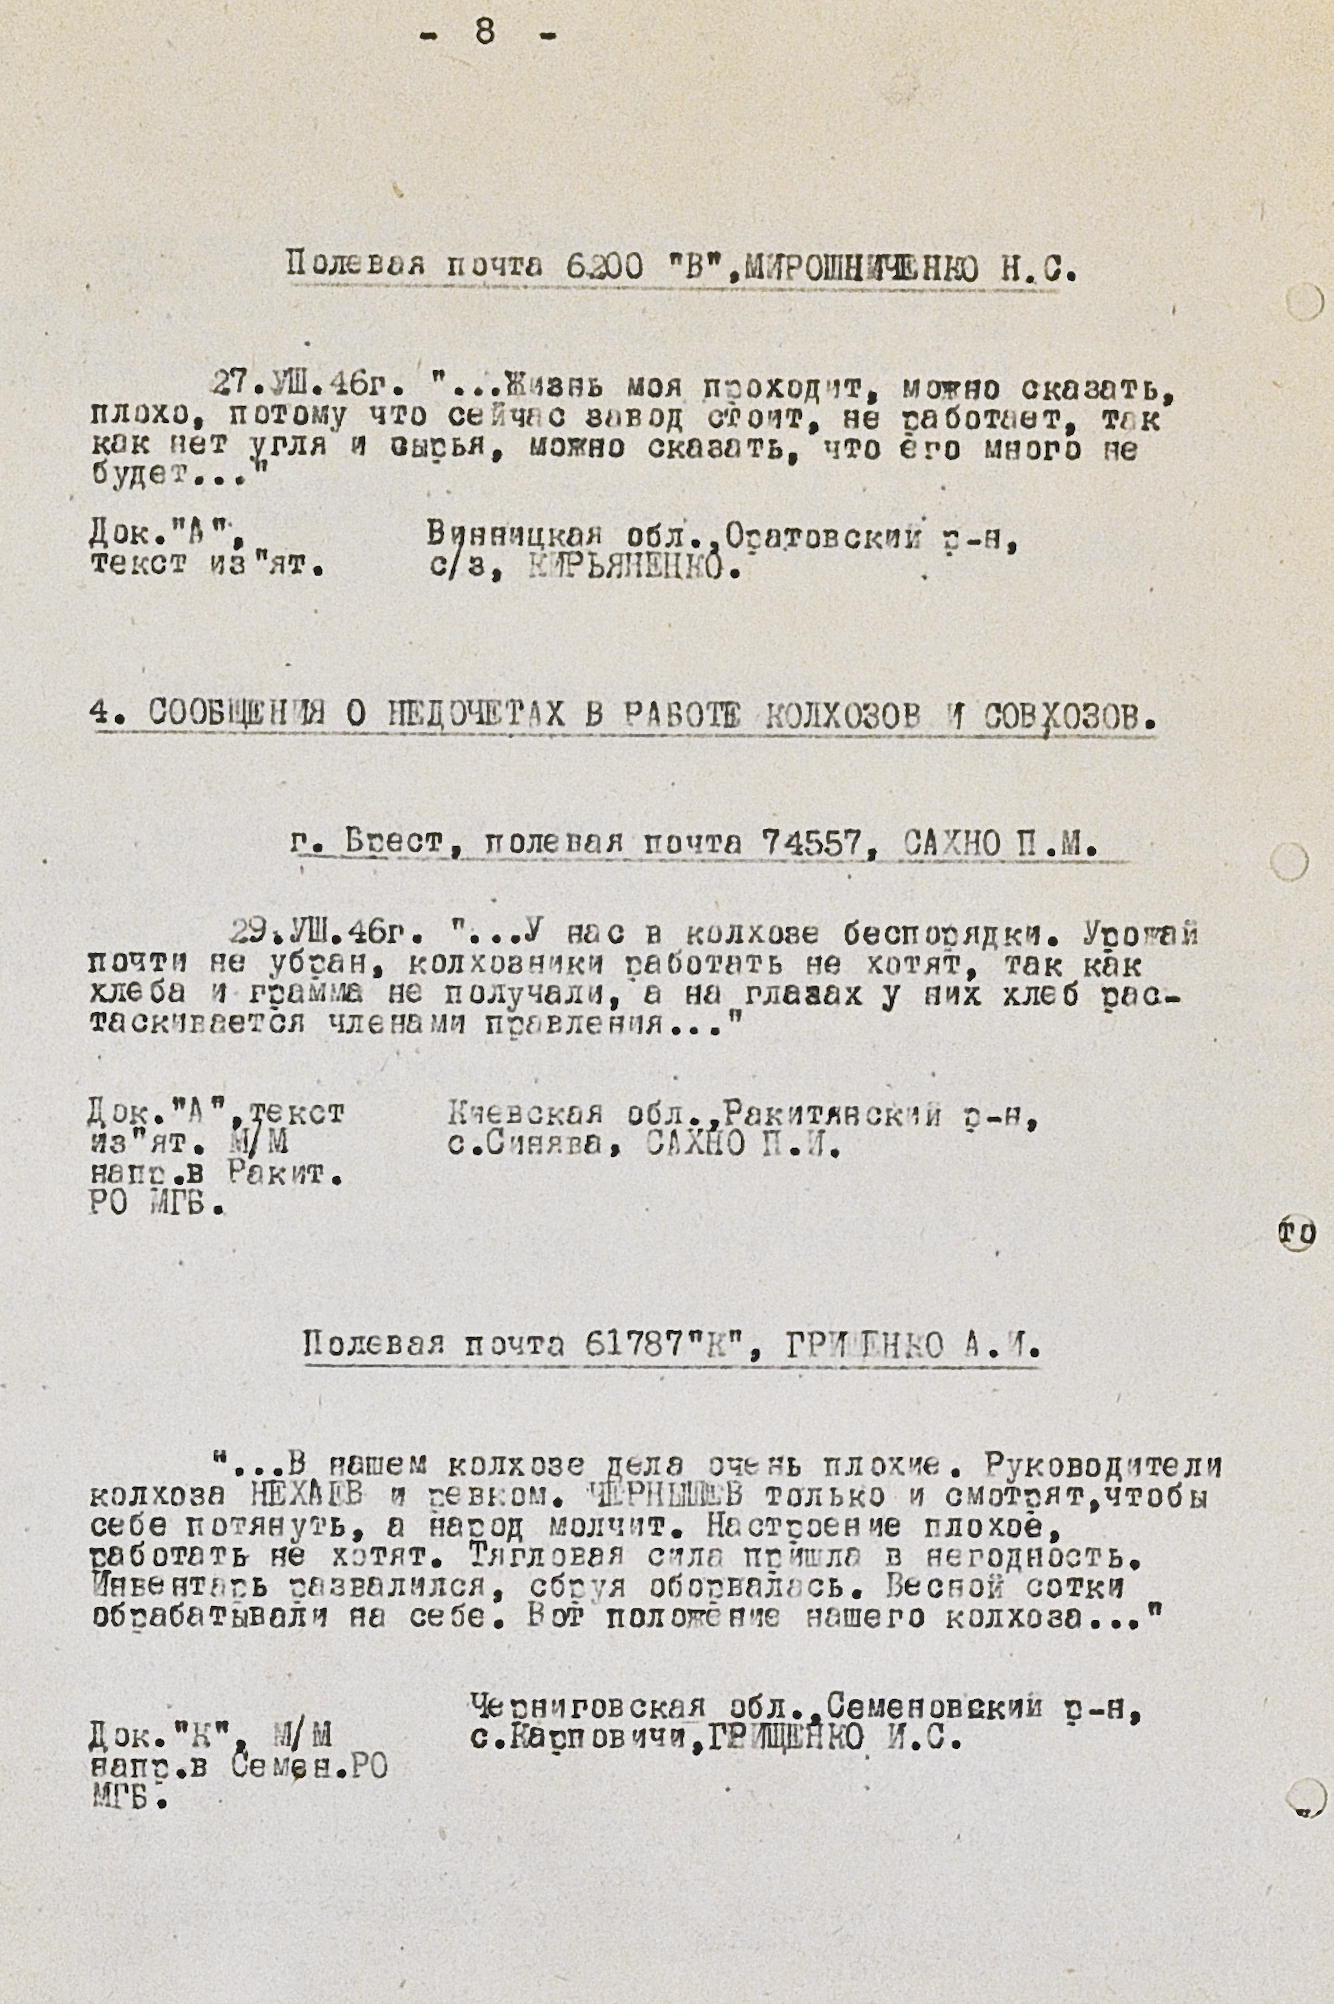 - 8 -
Полевая почта 6200 "В",МИРОШНИЧЕНКО Н.С.
27.УШ.46г. "...Жизнь моя проходит, можно сказать,
плохо, потому что сейчас завод стоит, не работает, так
как нет угля и сырья, можно сказать, что его много не
будет..."
Док."А",
текст из"ят.
Винницкая обл.,Оратовский р-н,
с/з, КИРЬЯНЕНКО.
4. СООБЩЕНИЯ О НЕДОЧЕТАХ В РАБОТЕ КОЛХОЗОВ И СОВХОЗОВ.
г. Брест, полевая почта 74557, САХНО П.М.
29.УШ.46г. "...У нас в колхозе беспорядки. Урожай
почти не убран, колхозники работать не хотят, так как
хлеба и грамма не получали, а на глазах у них хлеб рас-
таскивается членами правления..."
Док."А",текст
из"ят. М/М
напр.в Ракит.
РО МГБ.
Киевская обл.,Ракитянский р-н,
с.Синява, САХНО П.И.
то
Полевая почта 61787"К", ГРИЩЕНКО А.И.
"...В нашем колхозе дела очень плохие. Руководители
колхоза НЕХАЕВ и ревком. ЧЕРНЫШЕВ только и смотрят,чтобы
себе потянуть, а народ молчит. Настроение плохое,
работать не хотят. Тягловая сила пришла в негодность.
Инвентарь развалился, сбруя оборвалась. Весной сотки
обрабатывали на себе. Вот положение нашего колхоза..."
Док."К", М/М
напр.в Семен.РО
МГБ.
Черниговская обл.,Семеновский р-н,
с.Карповичи,ГРИЩЕНКО И.С.